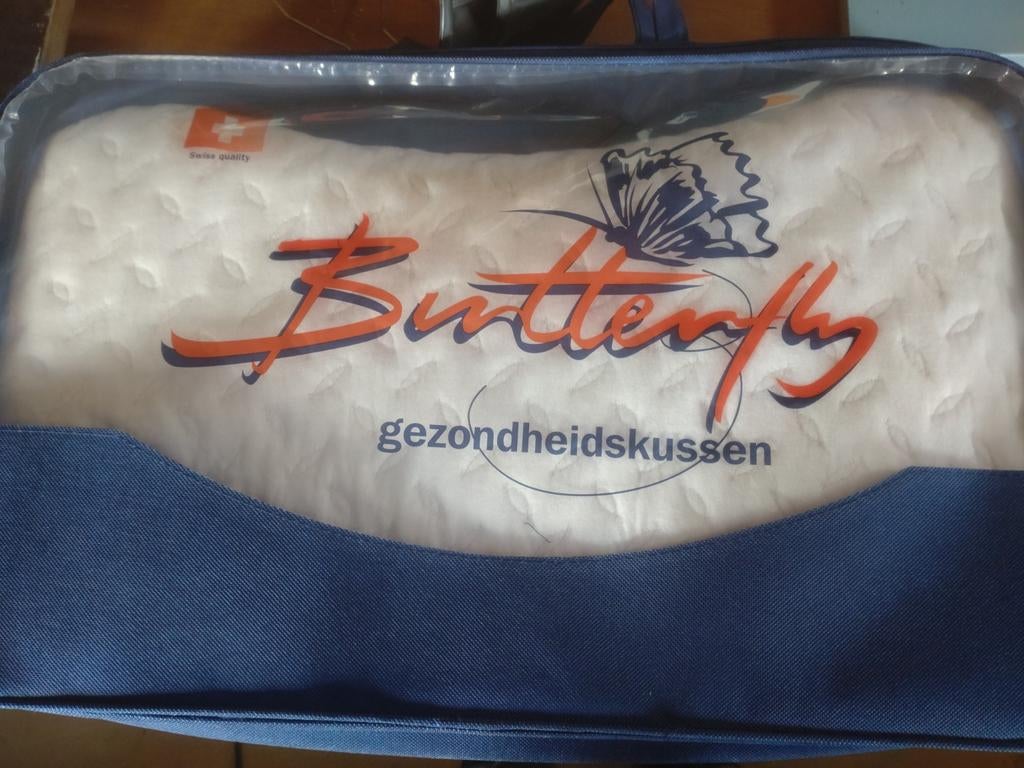 Swiss quality
Butterfly
gezondheidskussen